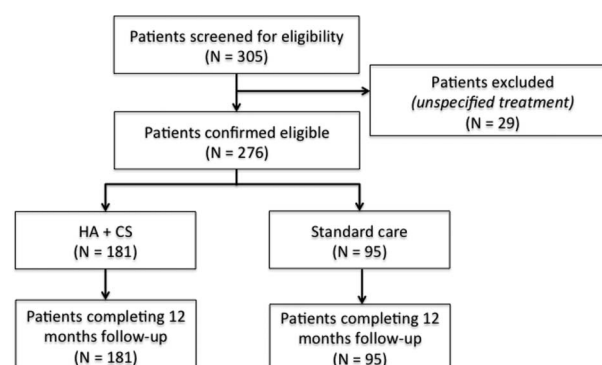 Patients screened for eligibility
(N = 305)
Patients excluded
(unspecified treatment)
(N = 29)
Patients confirmed eligible
(N = 276)
HA + CS
(N = 181)
Standard care
(N = 95)
Patients completing 12
months follow-up
(N = 181)
Patients completing 12
months follow-up
(N = 95)